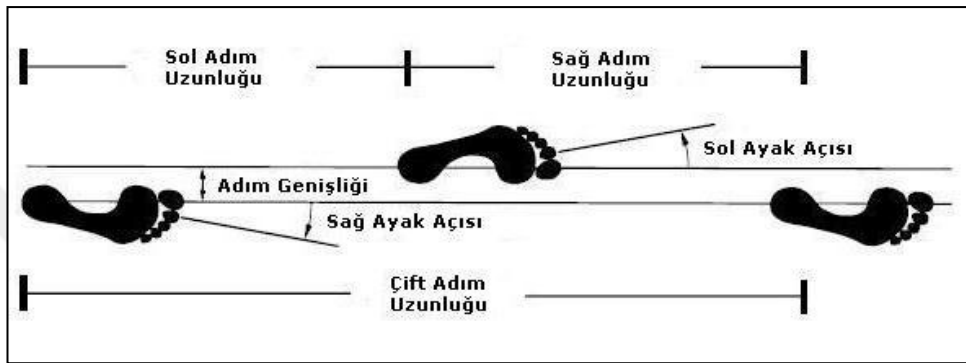 Sol Adım
Uzunluğu
Sağ Adım
Uzunluğu
Sol Ayak Açısı
Adım Genişliği
Sağ Ayak Açısı
Çift Adım
Uzunluğu